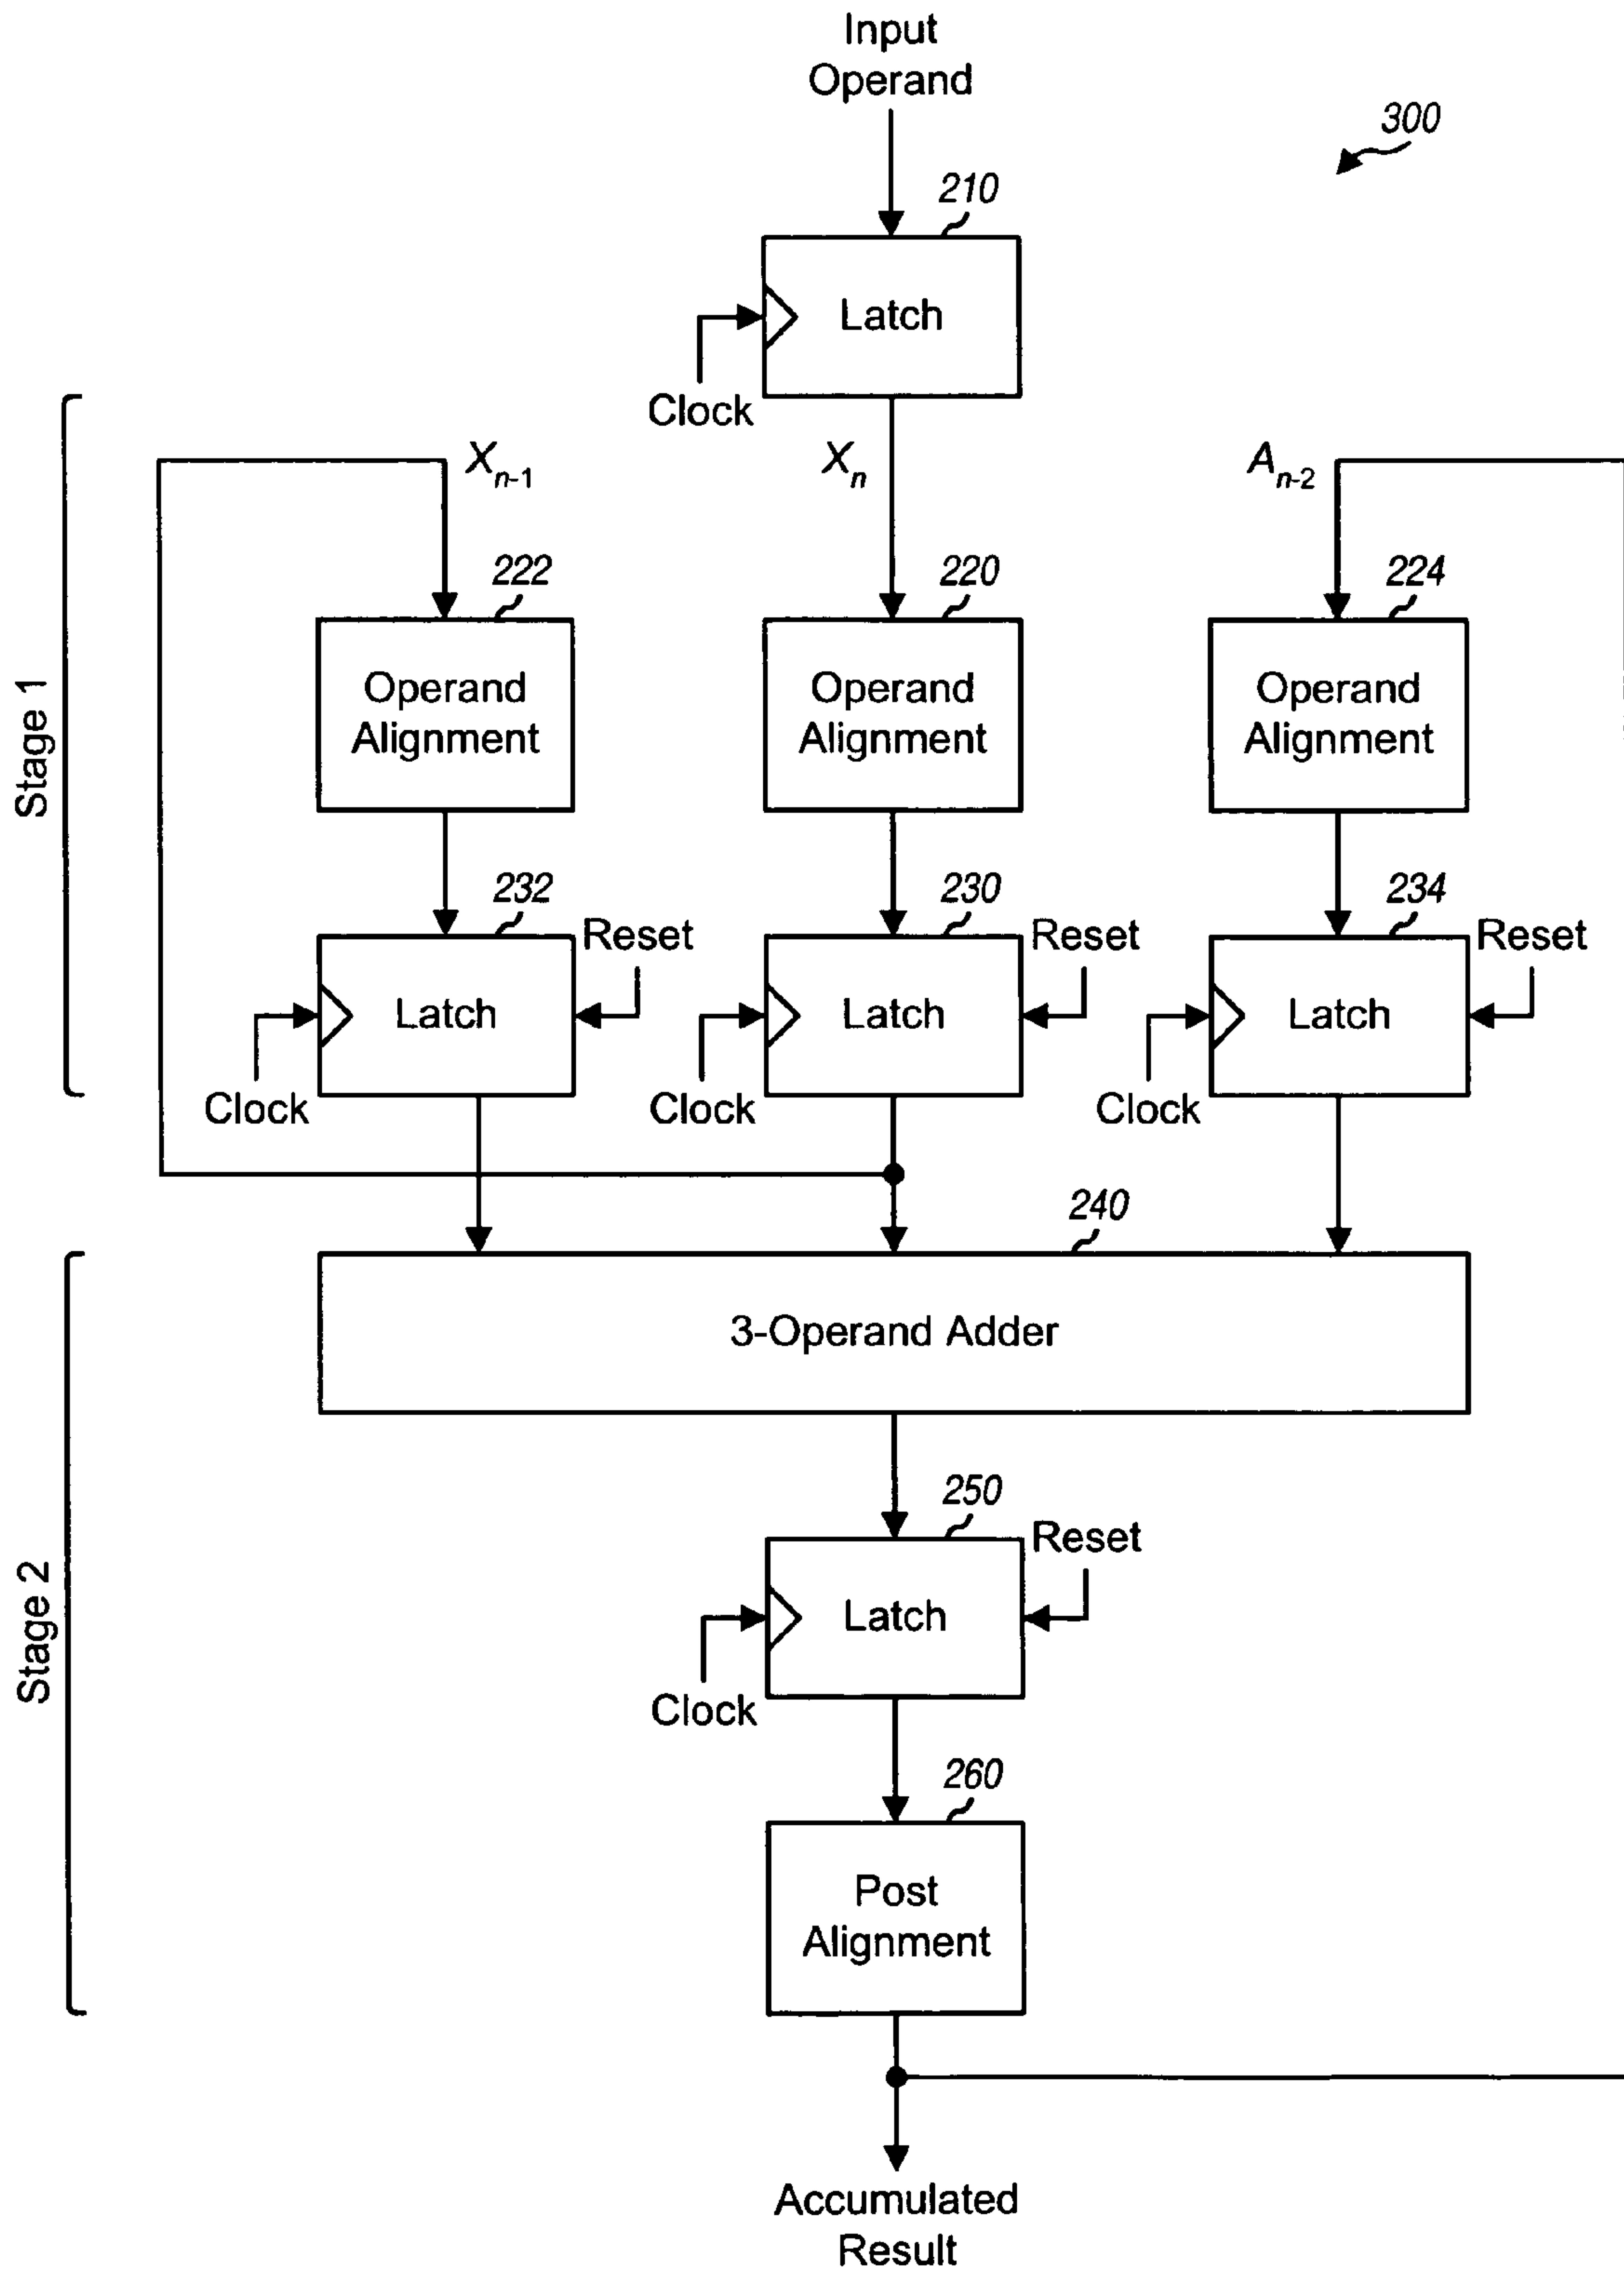 Input
Operand
300
210
Latch
Clock
Xn-1
Xn
An-2
222
220
224
Operand
Alignment
Operand
Alignment
Operand
Alignment
Stage 1
232
Reset
230
Reset
234
Reset
Latch
Latch
Latch
Clock
Clock
Clock
240
3-Operand Adder
250
Reset
Latch
Clock
Stage 2
260
Post
Alignment
Accumulated
Result